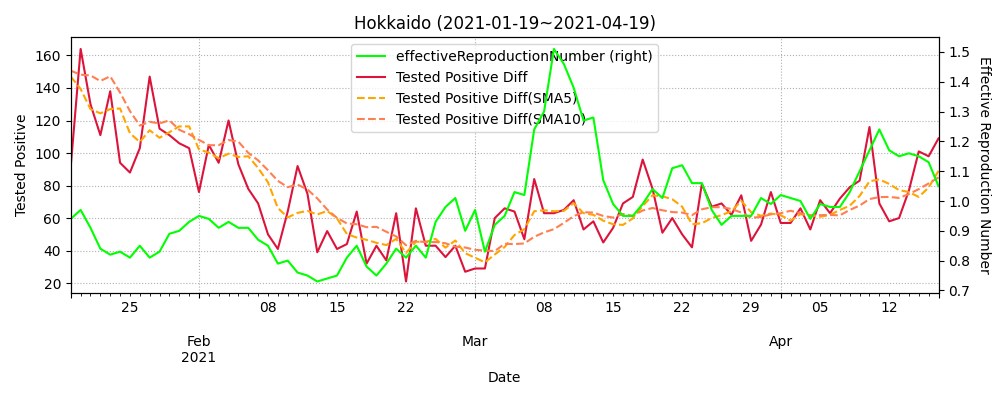 Hokkaido (2021-01-19~2021-04-19)
effectiveReproductionNumber (right)
Tested Positive Diff
Tested Positive Diff(SMA5)
Tested Positive Diff(SMA10)
Tested Positive
160
140
120
100
80
60
40
20
1.5
1.4
1.3
1.2
1.1
1.0
0.9
0.8
0.7
Effective Reproduction Number
25 08 15 22 08 15 22 29 05 12
Feb Mar Apr
2021
Date